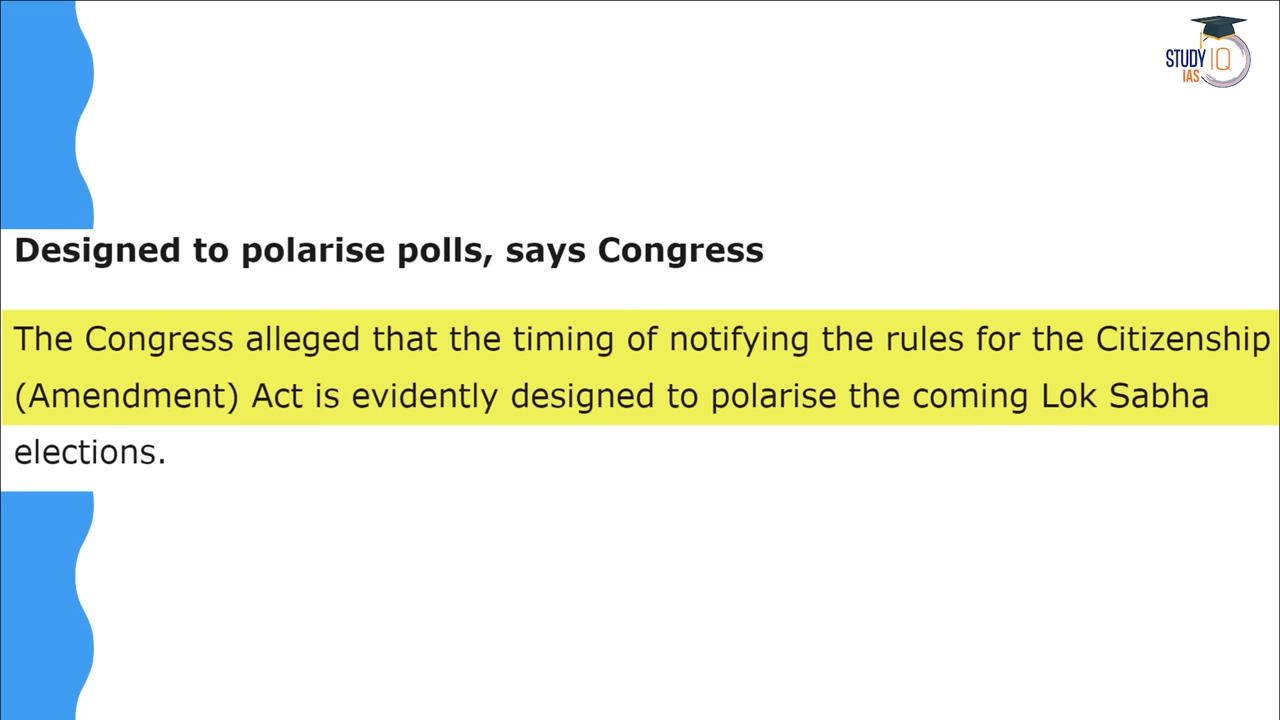 STUDY IQ
IAS
Designed to polarise polls, says Congress
The Congress alleged that the timing of notifying the rules for the Citizenship
(Amendment) Act is evidently designed to polarise the coming Lok Sabha
elections.